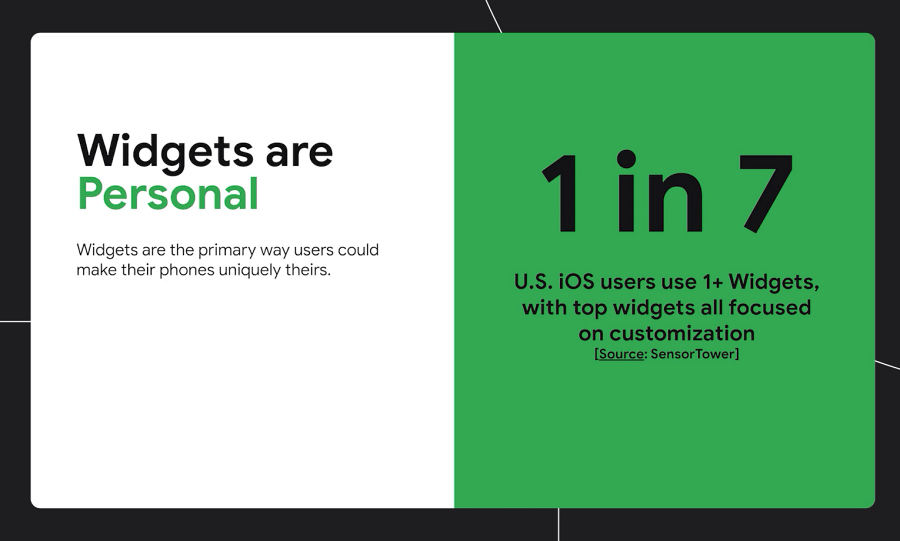 Widgets are
Personal
Widgets are the primary way users could
make their phones uniquely theirs.
1 in 7
U.S. iOS users use 1+ Widgets,
with top widgets all focused
on customization
[Source: SensorTower]